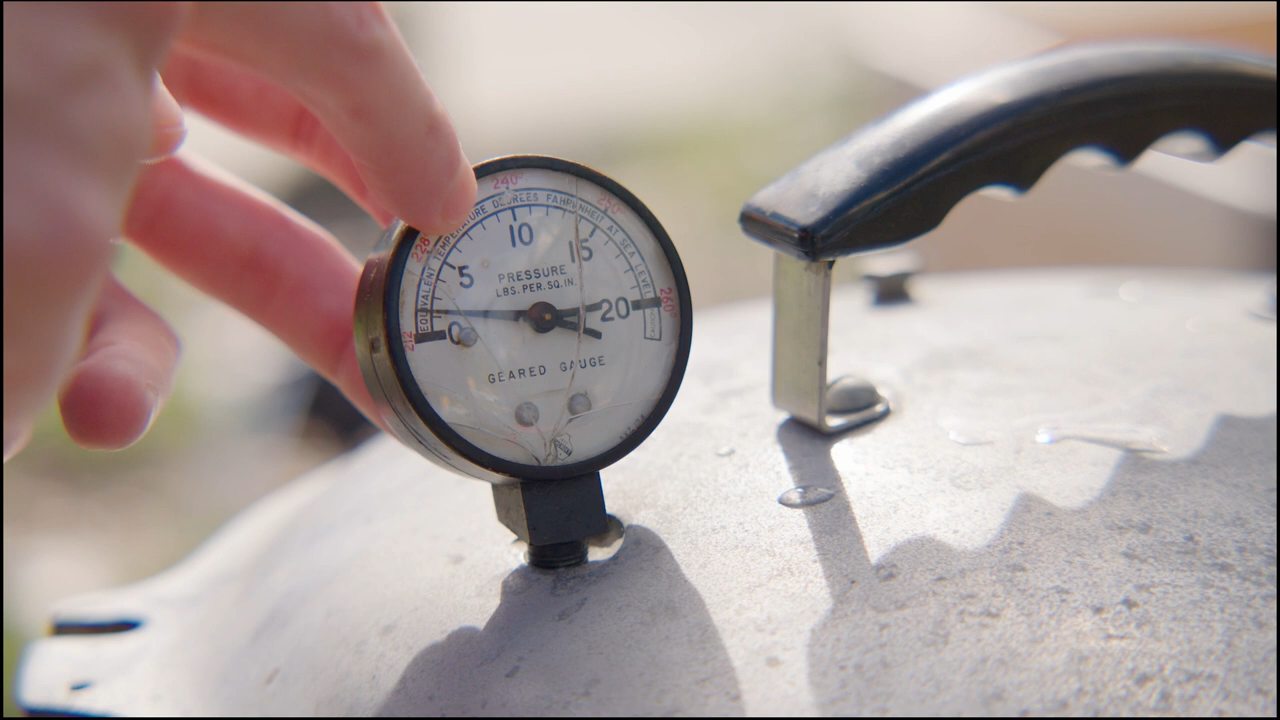 240°
228°
250°
212
260°
EQUIVALENT TEMPERATURE DEGREES FAHRENHEIT AT SEA LEVEL
CAUTION
10
5
15
0
20
PRESSURE
LBS. PER. SQ. IN.
GEARED GAUGE